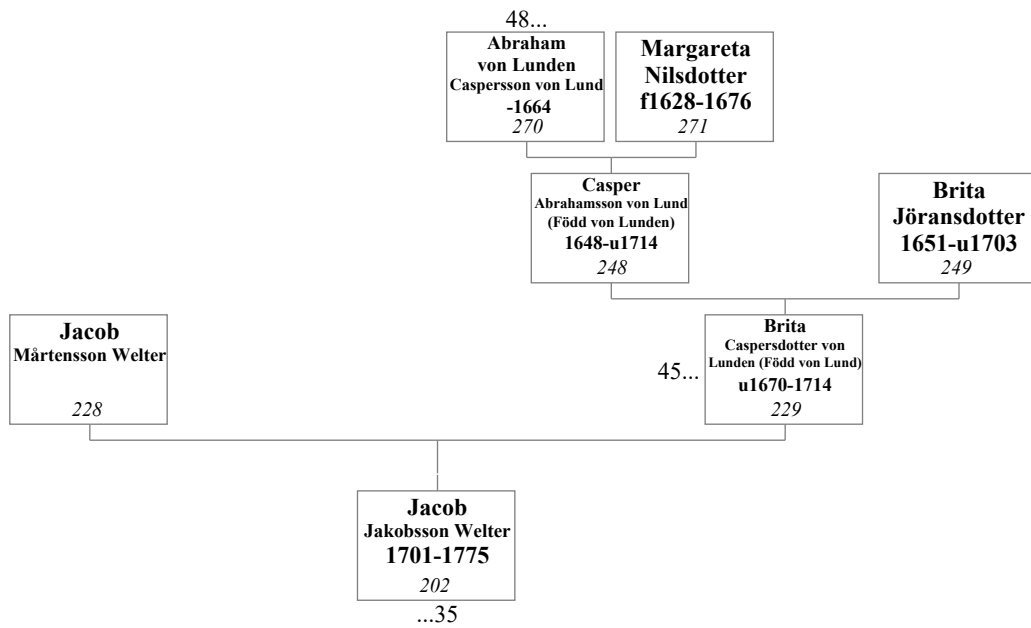 48...
Abraham
von Lunden
Caspersson von Lund
-1664
270
Margareta
Nilsdotter
f1628-1676
271
Casper
Abrahamsson von Lund
(Född von Lunden)
1648-u1714
248
Brita
Jöransdotter
1651-u1703
249
Jacob
Mårtensson Welter
228
45...
Brita
Caspersdotter von
Lunden (Född von Lund)
u1670-1714
229
Jacob
Jakobsson Welter
1701-1775
202
...35